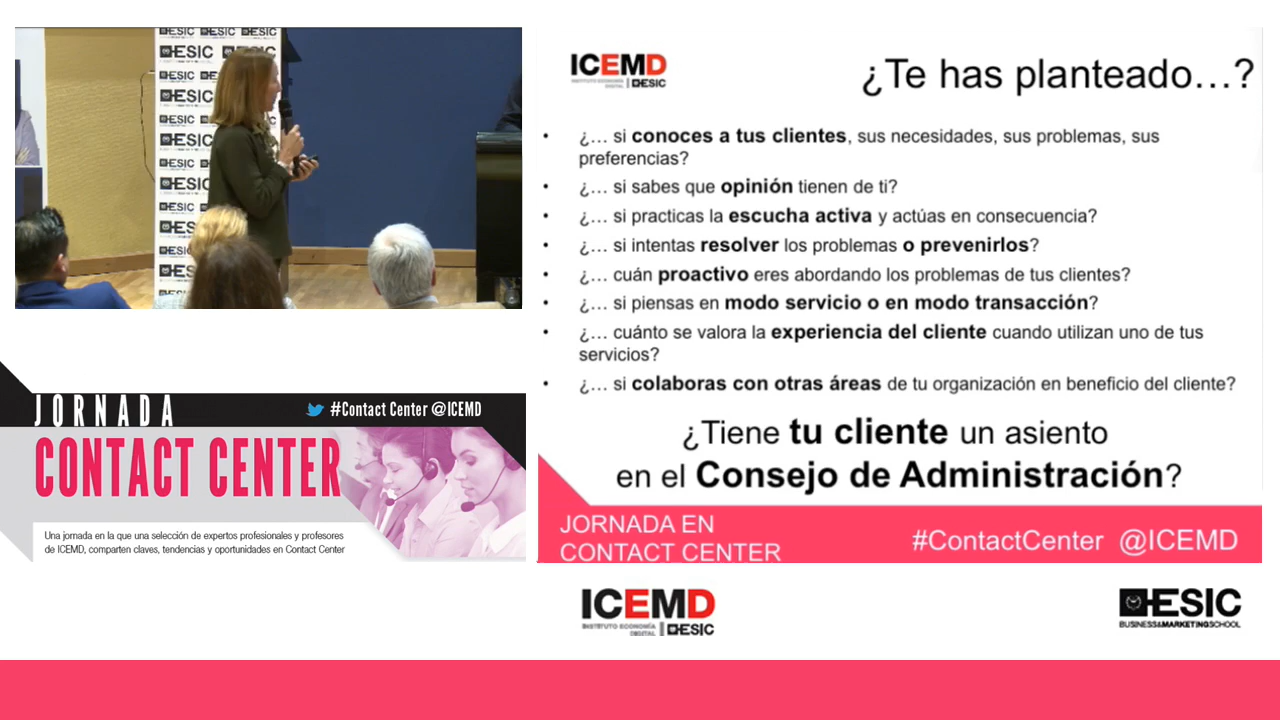 ESIC
ICEMD
INSTITUTO ECONOMÍA
DIGITAL | ESIC
¿Te has planteado…?
• ¿… si conoces a tus clientes, sus necesidades, sus problemas, sus
preferencias?
• ¿… si sabes que opinión tienen de ti?
• ¿… si practicas la escucha activa y actúas en consecuencia?
• ¿… si intentas resolver los problemas o prevenirlos?
• ¿… cuán proactivo eres abordando los problemas de tus clientes?
• ¿… si piensas en modo servicio o en modo transacción?
• ¿… cuánto se valora la experiencia del cliente cuando utilizan uno de tus
servicios?
• ¿… si colaboras con otras áreas de tu organización en beneficio del cliente?
¿Tiene tu cliente un asiento
en el Consejo de Administración?
JORNADA EN
CONTACT CENTER
#ContactCenter @ICEMD
JORNADA
#Contact Center @ICEMD
CONTACT CENTER
Una jornada en la que una selección de expertos profesionales y profesores
de ICEMD, comparten claves, tendencias y oportunidades en Contact Center
ICEMD
INSTITUTO ECONOMÍA
DIGITAL | ESIC
ESIC
BUSINESS&MARKETINGSCHOOL